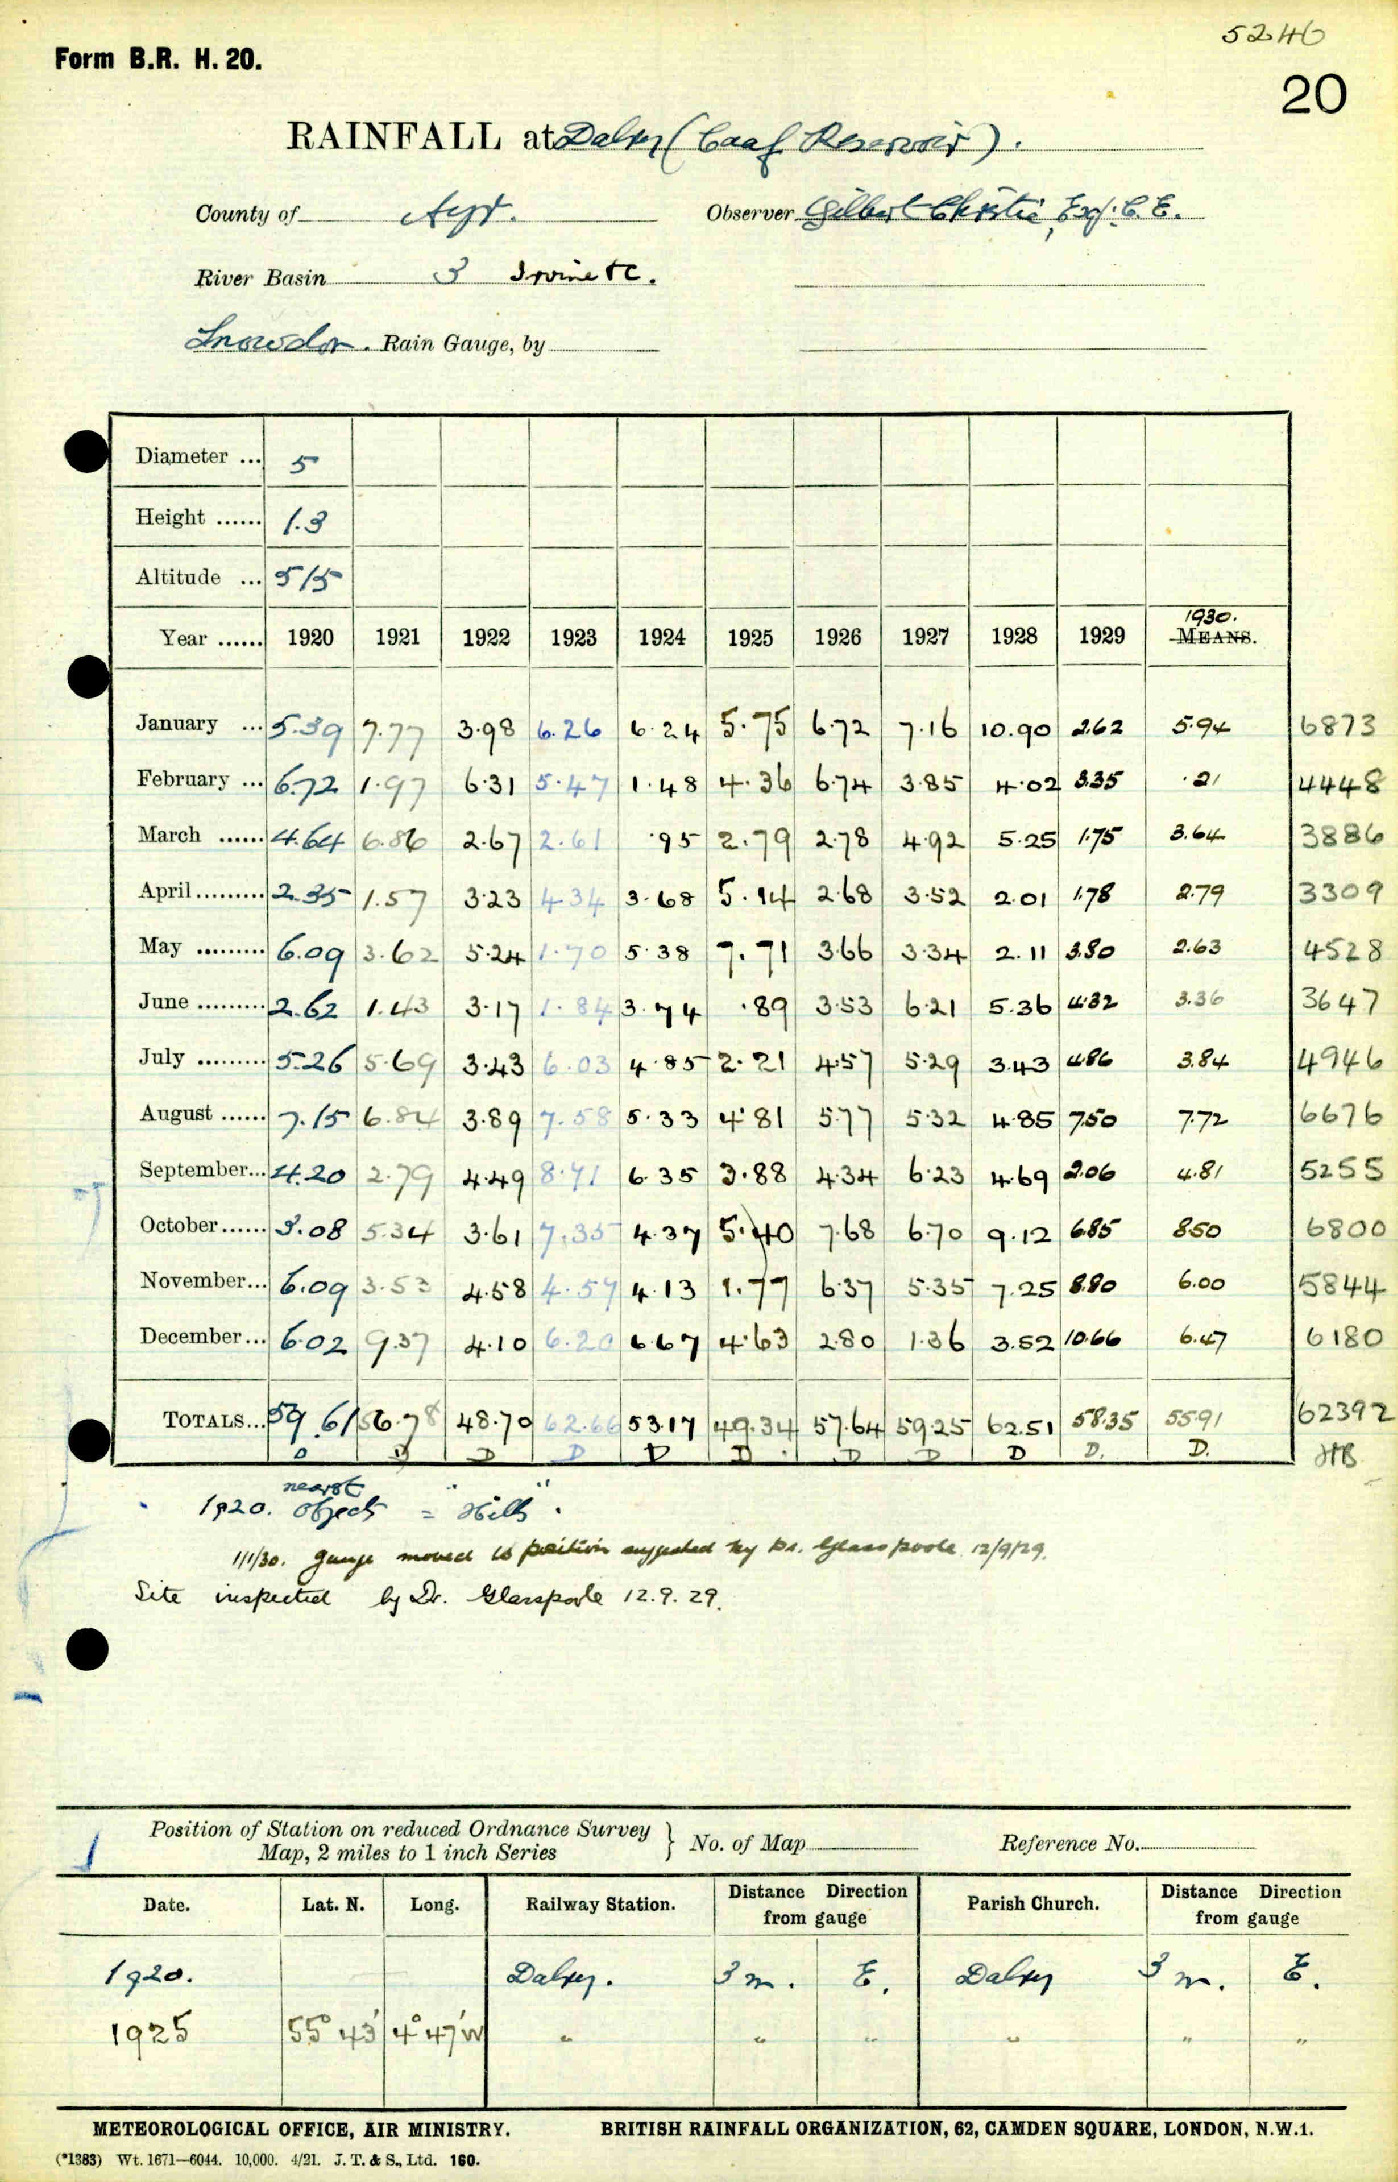 5246
Form B.R. H. 20.
20
RAINFALL at Dalry (Caaf Reservoir).
County of Ayr. Observer Gilbert Christie, Esq. C.E.
River Basin 3 Irvine &c.
Snowdon. Rain Gauge, by
Diameter ... 5
Height ...... 1.3
Altitude ... 515
1930.
Year ...... 1920 1921 1922 1923 1924 1925 1926 1927 1928 1929 MEANS.
January ... 5.39 7.77 3.98 6.26 6.24 5.75 6.72 7.16 10.90 2.62 5.94 6873
February ... 6.72 1.97 6.31 5.47 1.48 4.36 6.74 3.85 4.02 3.35 .21 4448
March ...... 4.64 6.86 2.67 2.61 .95 2.79 2.78 4.92 5.25 1.75 3.64 3886
April ......... 2.35 1.57 3.23 4.34 3.68 5.14 2.68 3.52 2.01 1.78 2.79 3309
May ......... 6.09 3.62 5.24 1.70 5.38 7.71 3.66 3.34 2.11 3.80 2.63 4528
June ......... 2.62 1.43 3.17 1.84 3.74 .89 3.53 6.21 5.36 4.32 3.36 3647
July ......... 5.26 5.69 3.43 6.03 4.85 2.21 4.57 5.29 3.43 4.86 3.84 4946
August ...... 7.15 6.84 3.89 7.58 5.33 4.81 5.77 5.32 4.85 7.50 7.72 6676
September... 4.20 2.79 4.49 8.71 6.35 3.88 4.34 6.23 4.69 2.06 4.81 5255
October...... 3.08 5.34 3.61 7.35 4.37 5.40 7.68 6.70 9.12 6.85 8.50 6800
November... 6.09 3.53 4.58 4.57 4.13 1.77 6.37 5.35 7.25 8.80 6.00 5844
December... 6.02 9.37 4.10 6.20 6.67 4.63 2.80 1.36 3.52 10.66 6.47 6180
TOTALS... 59.61 56.78 48.70 62.66 53.17 49.34 57.64 59.25 62.51 58.35 55.91 62392
D D D D D D D D D D. D. HB
nearest
1920. objects = "Hills".
1/1/30. Gauge moved to position suggested by Dr. Glasspoole 12/9/29.
Site inspected by Dr. Glasspoole 12.9.29.
Position of Station on reduced Ordnance Survey
Map, 2 miles to 1 inch Series } No. of Map Reference No.
Date. Lat. N. Long. Railway Station. Distance Direction from gauge Parish Church. Distance Direction from gauge
1920. Dalry. 3 m. E. Dalry 3 m. E.
1925 55° 43' 4° 47' W " " " " " "
METEOROLOGICAL OFFICE, AIR MINISTRY. BRITISH RAINFALL ORGANIZATION, 62, CAMDEN SQUARE, LONDON, N.W.1.
(*1383) Wt. 1671—6044. 10,000. 4/21. J. T. & S., Ltd. 160.